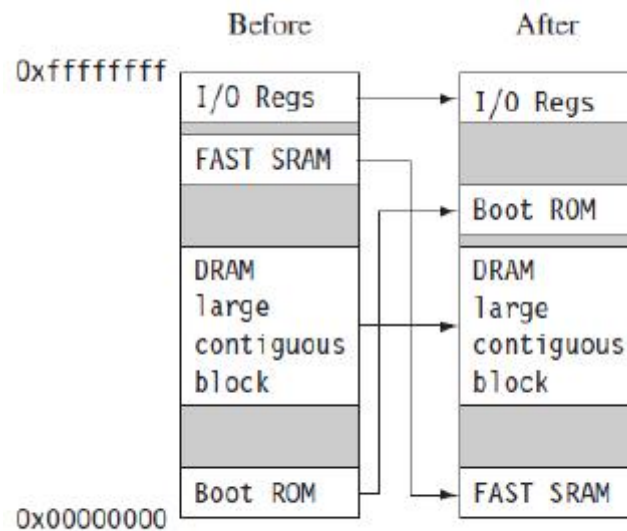 Before
After
0xffffffff
I/O Regs
I/O Regs
FAST SRAM
Boot ROM
DRAM
large
contiguous
block
DRAM
large
contiguous
block
Boot ROM
FAST SRAM
0x00000000